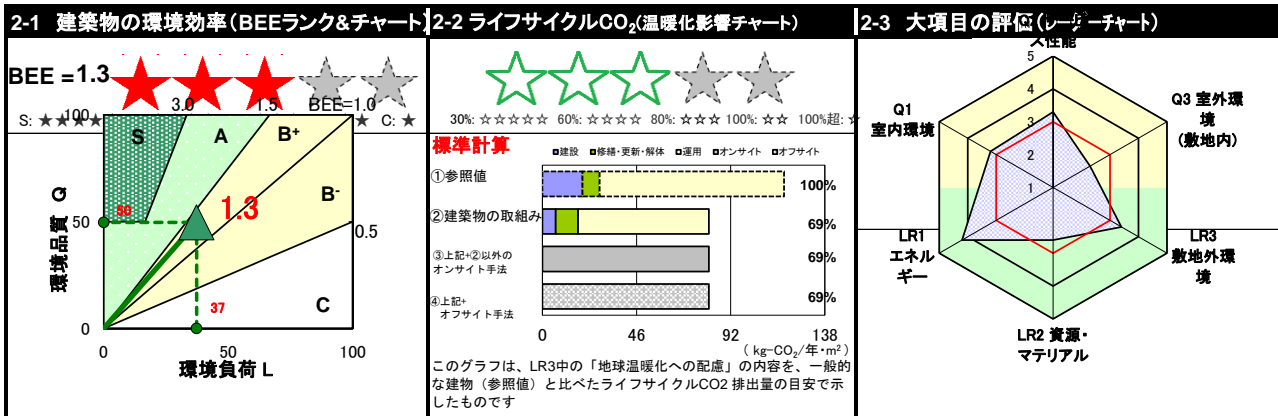 2-1 建築物の環境効率(BEEランク&チャート)
BEE = 1.3
S: ★★★★ ★ C: ★
3.0 1.5 BEE=1.0
100
S A B+
B-
50
50
1.3
0.5
37
C
0
0 50 100
環境品質 Q
環境負荷 L
2-2 ライフサイクルCO2(温暖化影響チャート)
30%: ☆☆☆☆☆ 60%: ☆☆☆☆ 80%: ☆☆☆ 100%: ☆☆ 100%超: ☆
標準計算
建設 修繕・更新・解体 運用 オンサイト オフサイト
①参照値 100%
②建築物の取組み 69%
③上記+②以外の
オンサイト手法
69%
④上記+
オフサイト手法
69%
0 46 92 138
( kg-CO2/年・m2 )
このグラフは、LR3中の「地球温暖化への配慮」の内容を、一般的
な建物(参照値)と比べたライフサイクルCO2 排出量の目安で示
したものです
2-3 大項目の評価(レーダーチャート)
ス性能
5
4
3
2
1
Q1
室内環境
Q3 室外環
境
(敷地内)
LR1
エネル
ギー
LR3
敷地外環
境
LR2 資源・
マテリアル